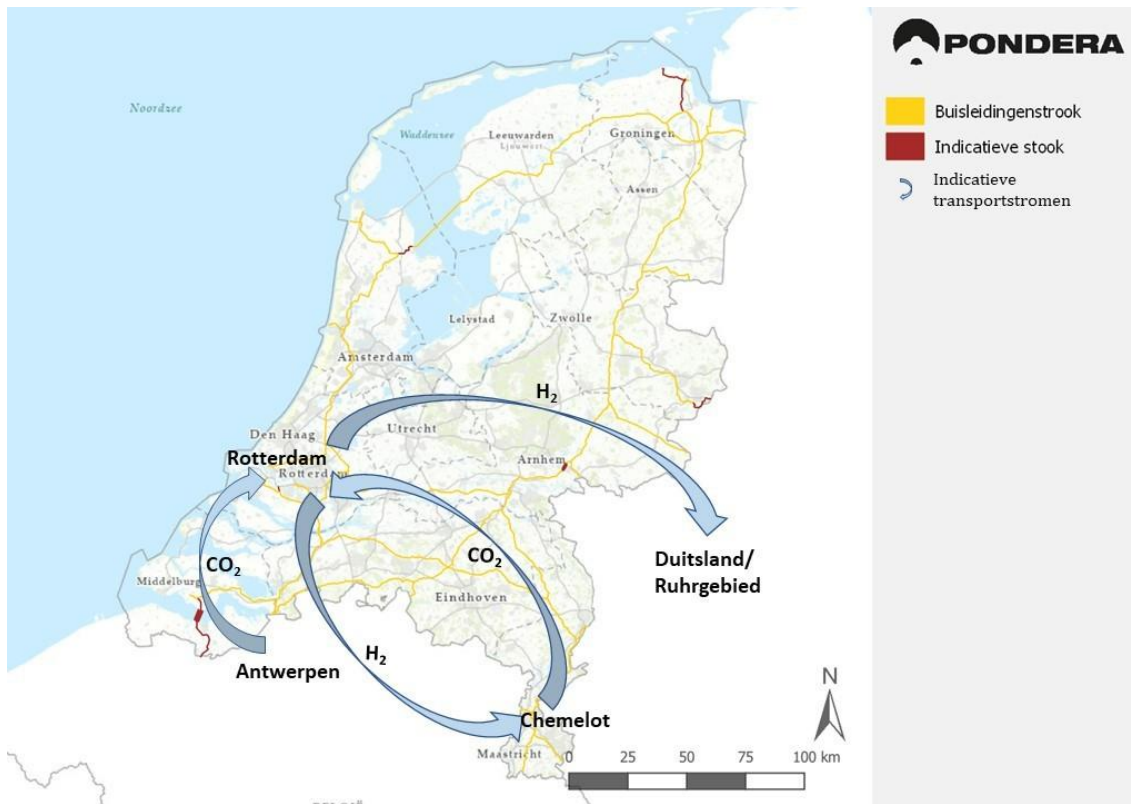 PONDERA
Buisleidingenstrook
Indicatieve stook
Indicatieve
transportstromen
Noordzee
Waddenzee
Leeuwarden
Ljouwert
Groningen
Assen
Lelystad
Zwolle
Amsterdam
H2
Den Haag
Utrecht
Rotterdam
Rotterdam
Arnhem
CO2
CO2
Duitsland/
Ruhrgebied
Middelburg
Eindhoven
H2
Antwerpen
Chemelot
Maastricht
N
0 25 50 75 100 km